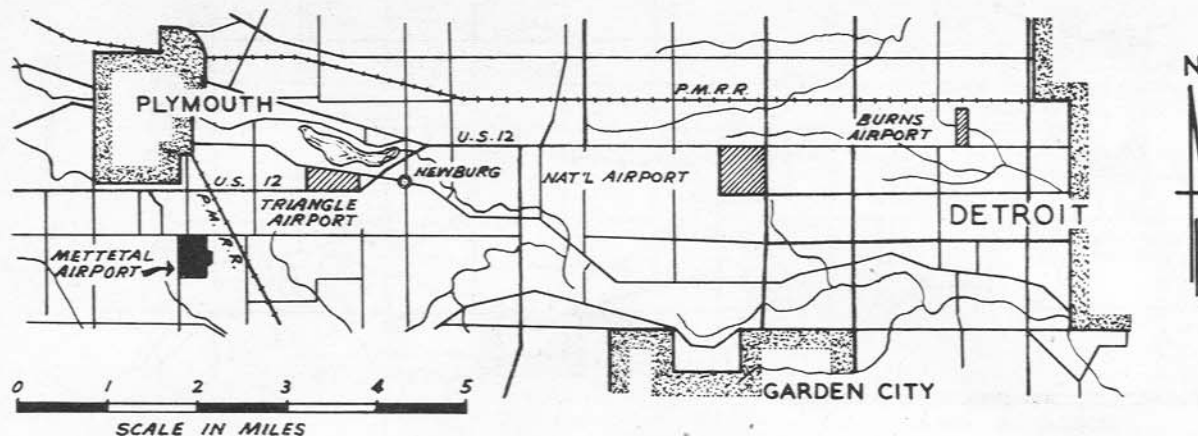 N
P.M.R.R.
PLYMOUTH
BURNS
AIRPORT
U.S. 12
NEWBURG
NAT'L AIRPORT
U.S. 12
TRIANGLE
AIRPORT
P.M. R.R.
DETROIT
METTETAL
AIRPORT
0 1 2 3 4 5
SCALE IN MILES
GARDEN CITY